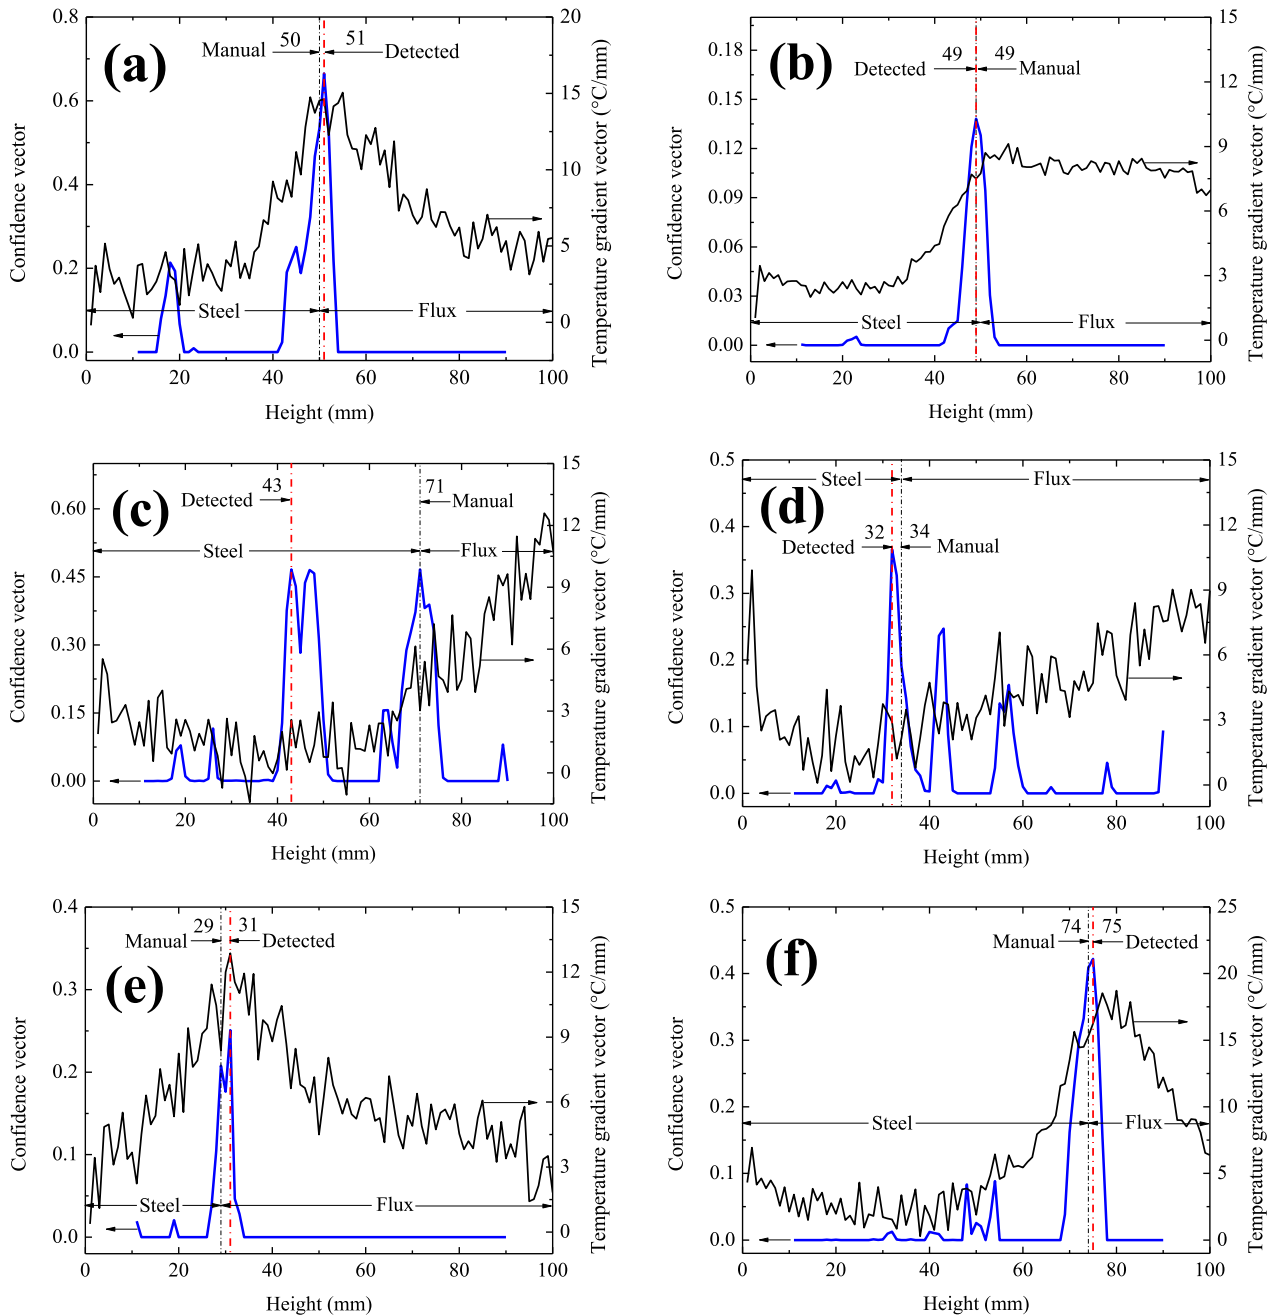 (a)
Manual 50 51 Detected
Steel Flux
Confidence vector
0.0 0.2 0.4 0.6 0.8
Temperature gradient vector (°C/mm)
0 5 10 15 20
0 20 40 60 80 100
Height (mm)
(b)
Detected 49 49 Manual
Steel Flux
Confidence vector
0.00 0.03 0.06 0.09 0.12 0.15 0.18
Temperature gradient vector (°C/mm)
0 3 6 9 12 15
0 20 40 60 80 100
Height (mm)
(c)
Detected 43 71 Manual
Steel Flux
Confidence vector
0.00 0.15 0.30 0.45 0.60
Temperature gradient vector (°C/mm)
0 3 6 9 12 15
0 20 40 60 80 100
Height (mm)
(d)
Steel Flux
Detected 32 34 Manual
Confidence vector
0.0 0.1 0.2 0.3 0.4 0.5
Temperature gradient vector (°C/mm)
0 3 6 9 12 15
0 20 40 60 80 100
Height (mm)
(e)
Manual 29 31 Detected
Steel Flux
Confidence vector
0.0 0.1 0.2 0.3 0.4
Temperature gradient vector (°C/mm)
0 3 6 9 12 15
0 20 40 60 80 100
Height (mm)
(f)
Manual 74 75 Detected
Steel Flux
Confidence vector
0.0 0.1 0.2 0.3 0.4 0.5
Temperature gradient vector (°C/mm)
0 5 10 15 20 25
0 20 40 60 80 100
Height (mm)